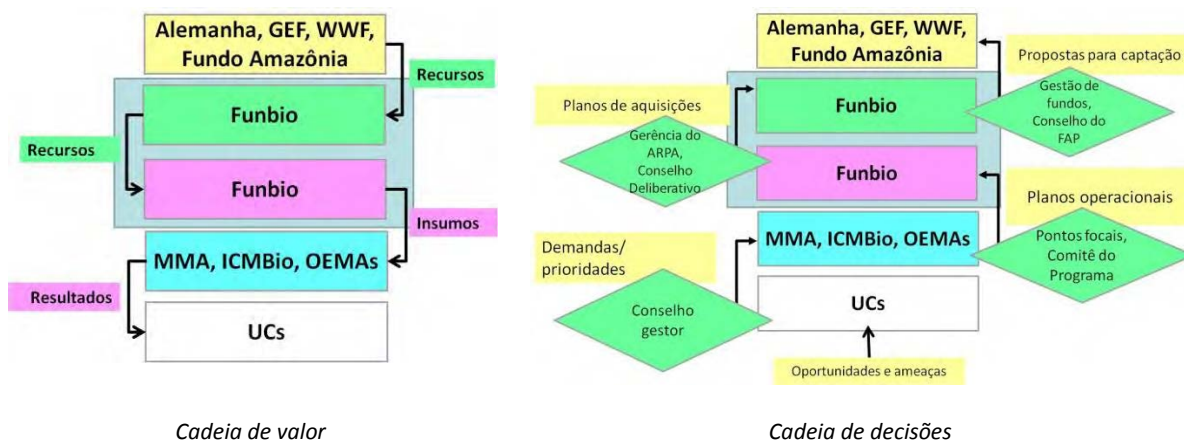 Alemanha, GEF, WWF,
Fundo Amazônia
Recursos
Funbio
Recursos
Funbio
Insumos
MMA, ICMBio, OEMAs
Resultados
UCs
Cadeia de valor
Alemanha, GEF, WWF,
Fundo Amazônia
Propostas para captação
Planos de aquisições
Funbio
Gestão de
fundos,
Conselho do
FAP
Gerência do
ARPA,
Conselho
Deliberativo
Funbio
Planos operacionais
Demandas/
prioridades
MMA, ICMBio, OEMAs
Pontos focais,
Comitê do
Programa
Conselho
gestor
UCs
Oportunidades e ameaças
Cadeia de decisões